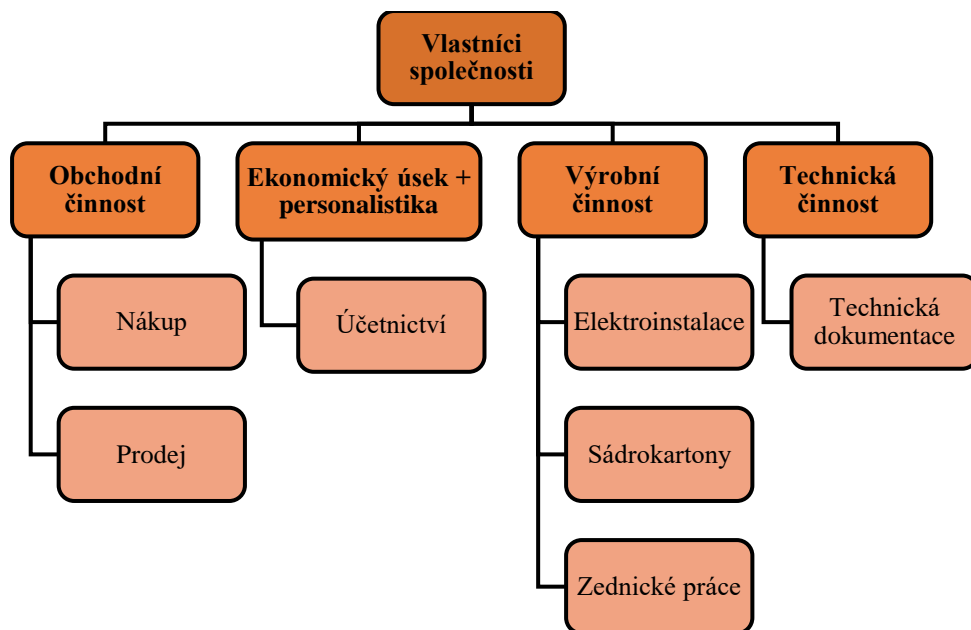 Vlastníci
společnosti
Obchodní
činnost
Ekonomický úsek +
personalistika
Výrobní
činnost
Technická
činnost
Nákup
Účetnictví
Elektroinstalace
Technická
dokumentace
Prodej
Sádrokartony
Zednické práce